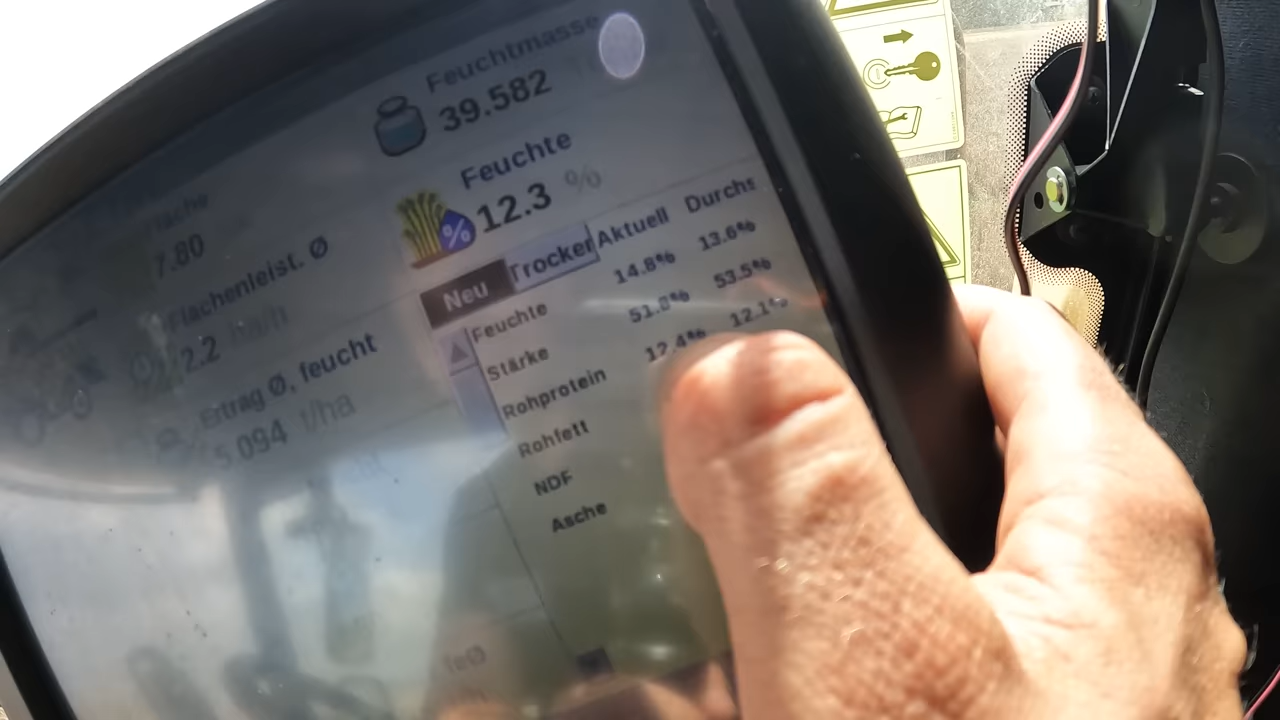 Feuchtmasse
39.582
Feuchte
12.3 %
7.80
Flächenleist. Ø
2.2 ha/h
Ertrag Ø, feucht
5.094 t/ha
Neu Trocken Aktuell Durchs
Feuchte 14.8% 13.6%
Stärke 51.8% 53.5%
Rohprotein 12.4% 12.1%
Rohfett
NDF
Asche